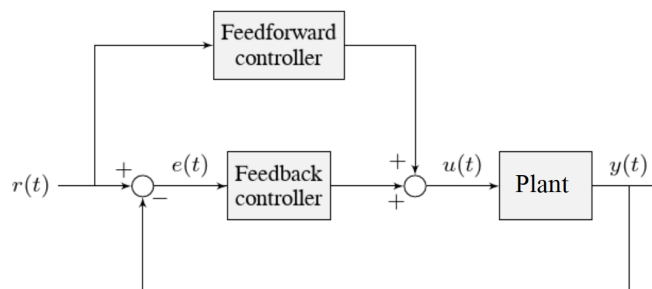 Feedforward
controller
+
r(t)
+
−
e(t)
Feedback
controller
+
u(t)
Plant
y(t)